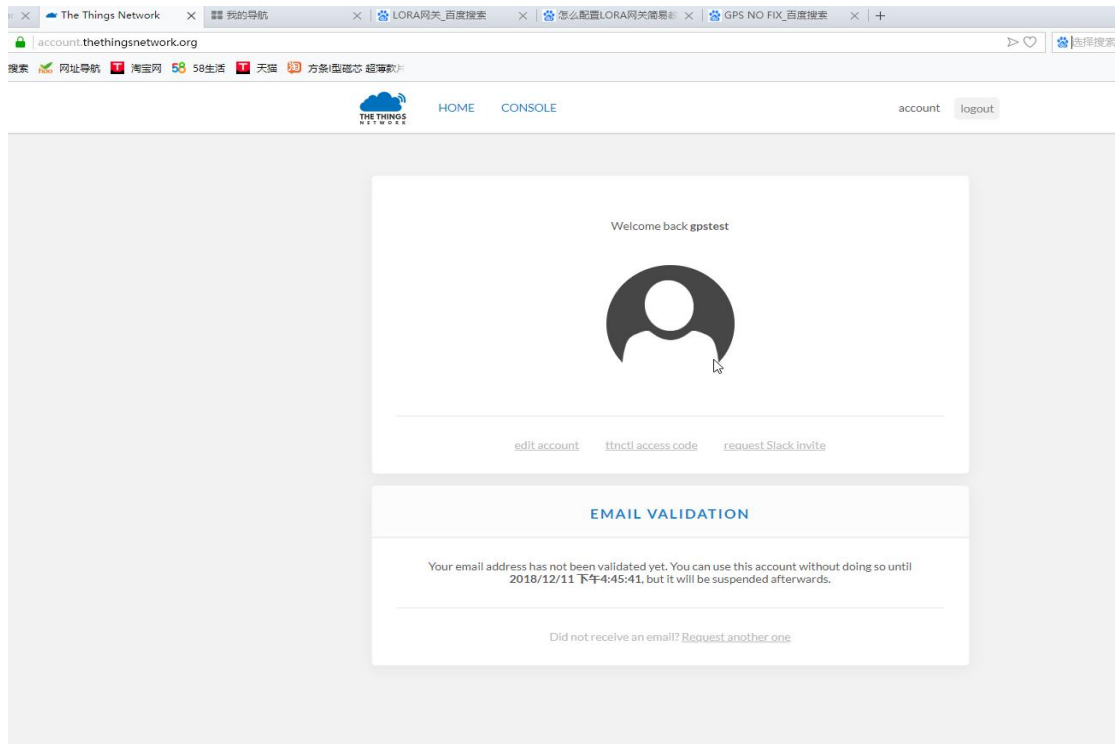 The Things Network
我的导航
LORA网关_百度搜索
怎么配置LORA网关简易
GPS NO FIX_百度搜索
account.thethingsnetwork.org
选择搜索
搜索 网址导航 淘宝网 58生活 天猫 方条I型磁芯 超薄款
THE THINGS
NETWORK
HOME CONSOLE account logout
Welcome back gpstest
edit account ttnctl access code request Slack invite
EMAIL VALIDATION
Your email address has not been validated yet. You can use this account without doing so until
2018/12/11 下午4:45:41, but it will be suspended afterwards.
Did not receive an email? Request another one